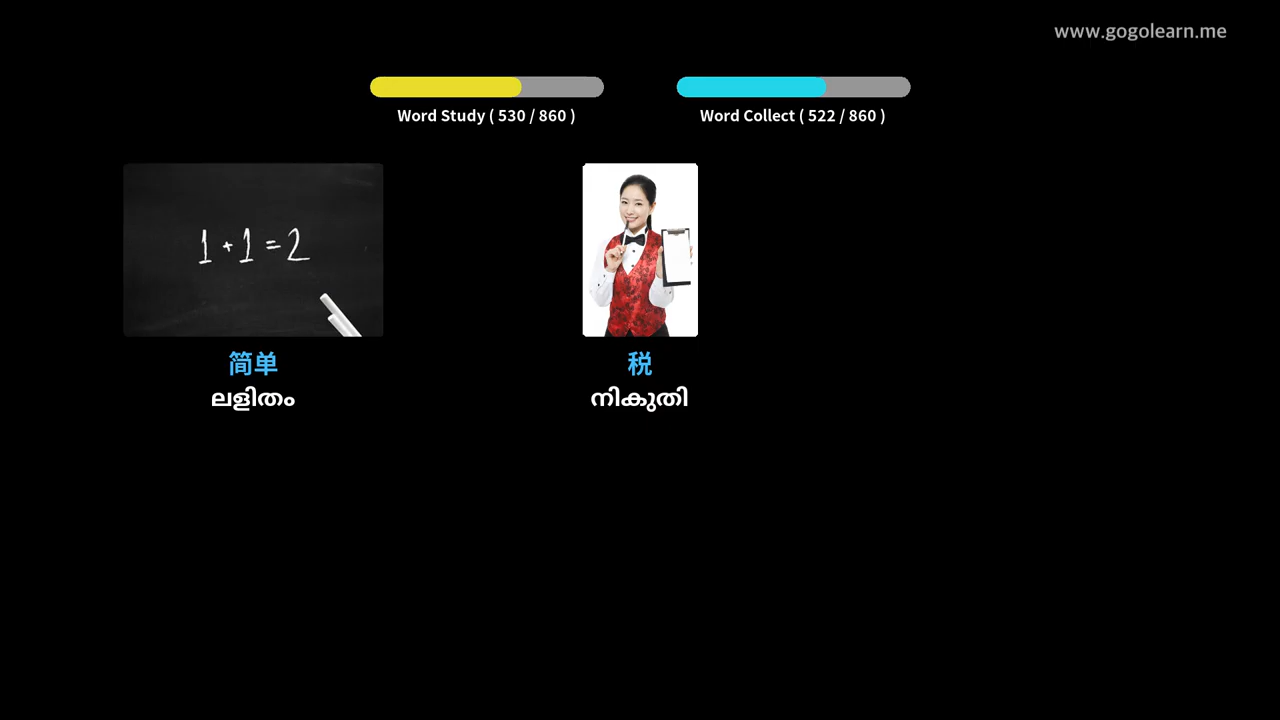 www.gogolearn.me
Word Study ( 530 / 860 )
Word Collect ( 522 / 860 )
1 + 1 = 2
简单
ലളിതം
税
നികുതി